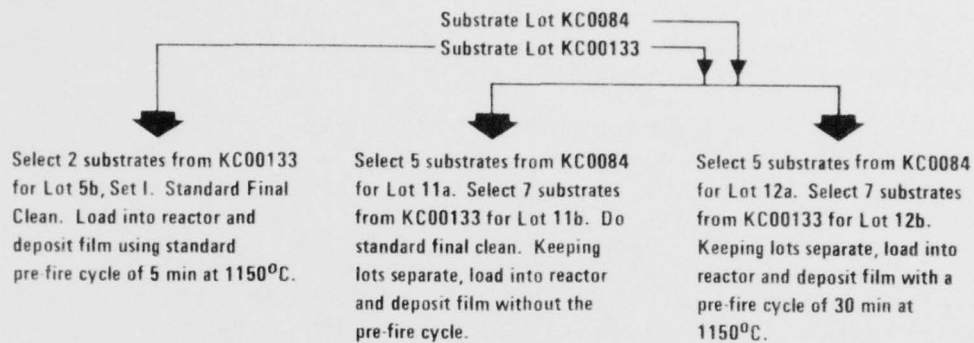 Substrate Lot KC0084
Substrate Lot KC00133
Select 2 substrates from KC00133
for Lot 5b, Set I. Standard Final
Clean. Load into reactor and
deposit film using standard
pre-fire cycle of 5 min at 1150°C.
Select 5 substrates from KC0084
for Lot 11a. Select 7 substrates
from KC00133 for Lot 11b. Do
standard final clean. Keeping
lots separate, load into reactor
and deposit film without the
pre-fire cycle.
Select 5 substrates from KC0084
for Lot 12a. Select 7 substrates
from KC00133 for Lot 12b.
Keeping lots separate, load into
reactor and deposit film with a
pre-fire cycle of 30 min at
1150°C.